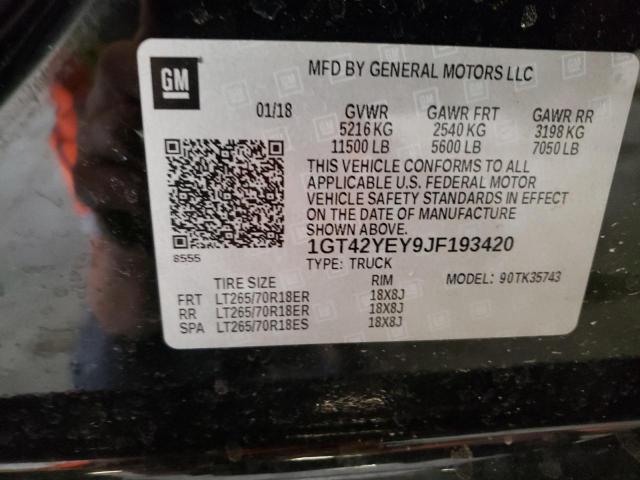 GM
MFD BY GENERAL MOTORS LLC
01/18 GVWR GAWR FRT GAWR RR
5216 KG 2540 KG 3198 KG
11500 LB 5600 LB 7050 LB
THIS VEHICLE CONFORMS TO ALL
APPLICABLE U.S. FEDERAL MOTOR
VEHICLE SAFETY STANDARDS IN EFFECT
ON THE DATE OF MANUFACTURE
SHOWN ABOVE.
8555
1GT42YEY9JF193420
TYPE: TRUCK MODEL: 90TK35743
TIRE SIZE RIM
FRT LT265/70R18ER 18X8J
RR LT265/70R18ER 18X8J
SPA LT265/70R18ES 18X8J